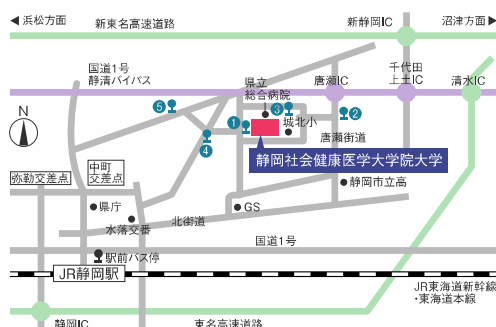 ◀浜松方面
新東名高速道路
新静岡IC
沼津方面▶
国道1号
静清バイパス
県立
総合病院
唐瀬IC
千代田
上土IC
清水IC
N
⑤
①
③
②
④
城北小
唐瀬街道
静岡社会健康医学大学院大学
弥勒交差点
中町
交差点
静岡市立高
県庁
水落交番
北街道
GS
国道1号
駅前バス停
JR静岡駅
JR東海道新幹線
・東海道本線
静岡IC
東名高速道路